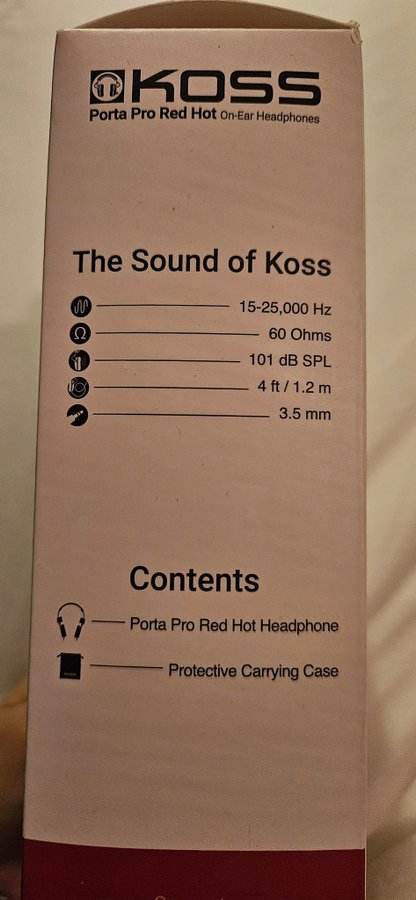 KOSS
Porta Pro Red Hot On-Ear Headphones
The Sound of Koss
15-25,000 Hz
Ω 60 Ohms
101 dB SPL
4 ft / 1.2 m
3.5 mm
Contents
Porta Pro Red Hot Headphone
Protective Carrying Case